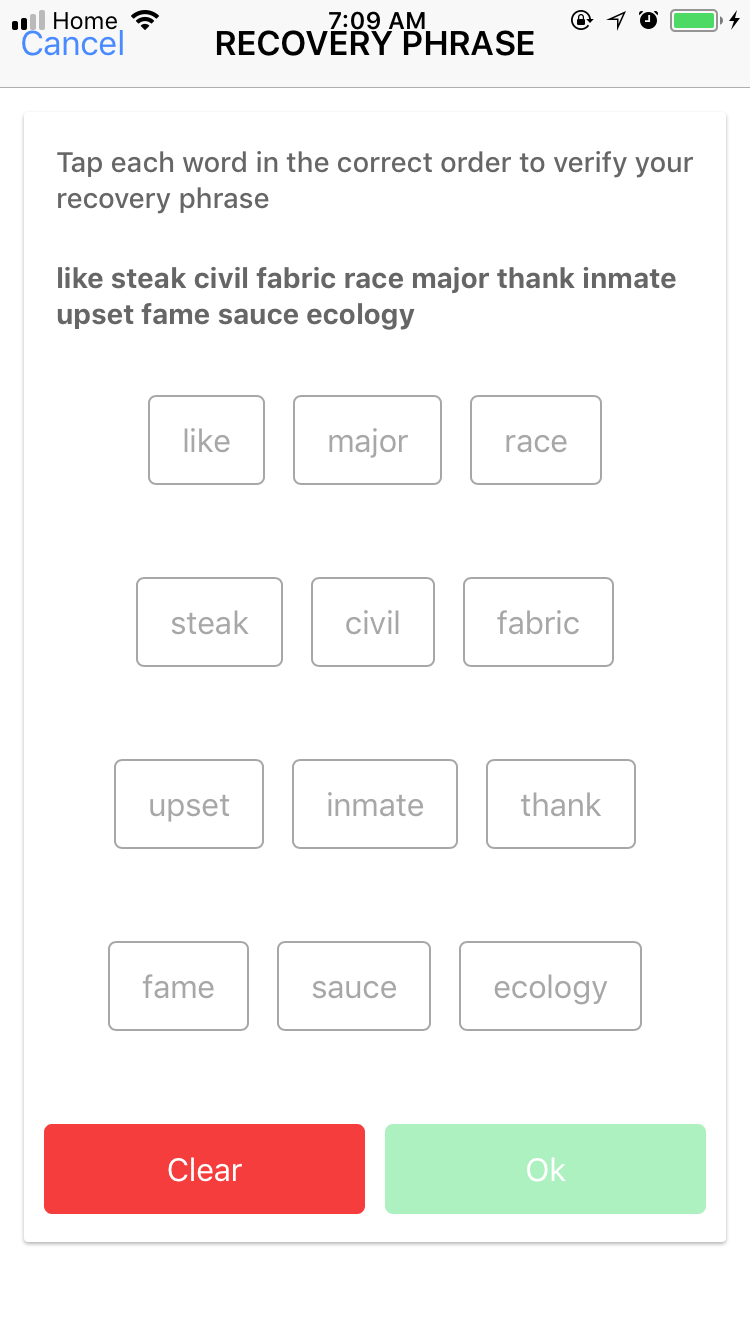 Home 7:09 AM
Cancel RECOVERY PHRASE
Tap each word in the correct order to verify your
recovery phrase
like steak civil fabric race major thank inmate
upset fame sauce ecology
like major race
steak civil fabric
upset inmate thank
fame sauce ecology
Clear Ok